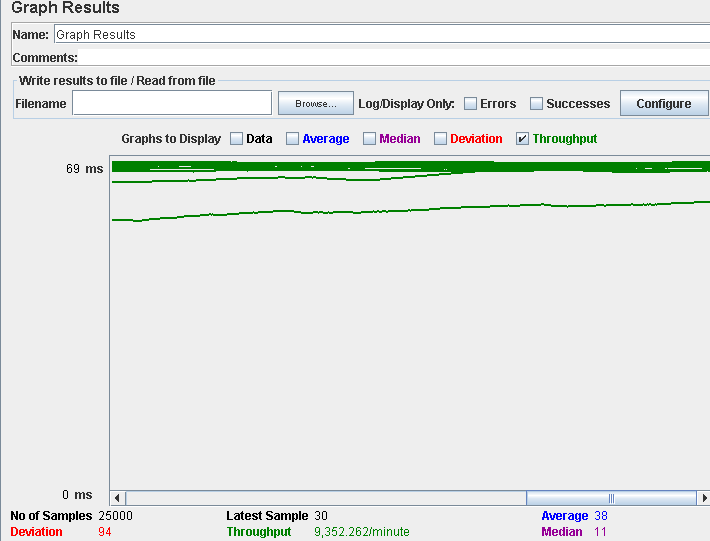 Graph Results
Name: Graph Results
Comments:
Write results to file / Read from file
Filename Browse... Log/Display Only: Errors Successes Configure
Graphs to Display Data Average Median Deviation Throughput
69 ms
0 ms
No of Samples 25000 Latest Sample 30 Average 38
Deviation 94 Throughput 9,352.262/minute Median 11